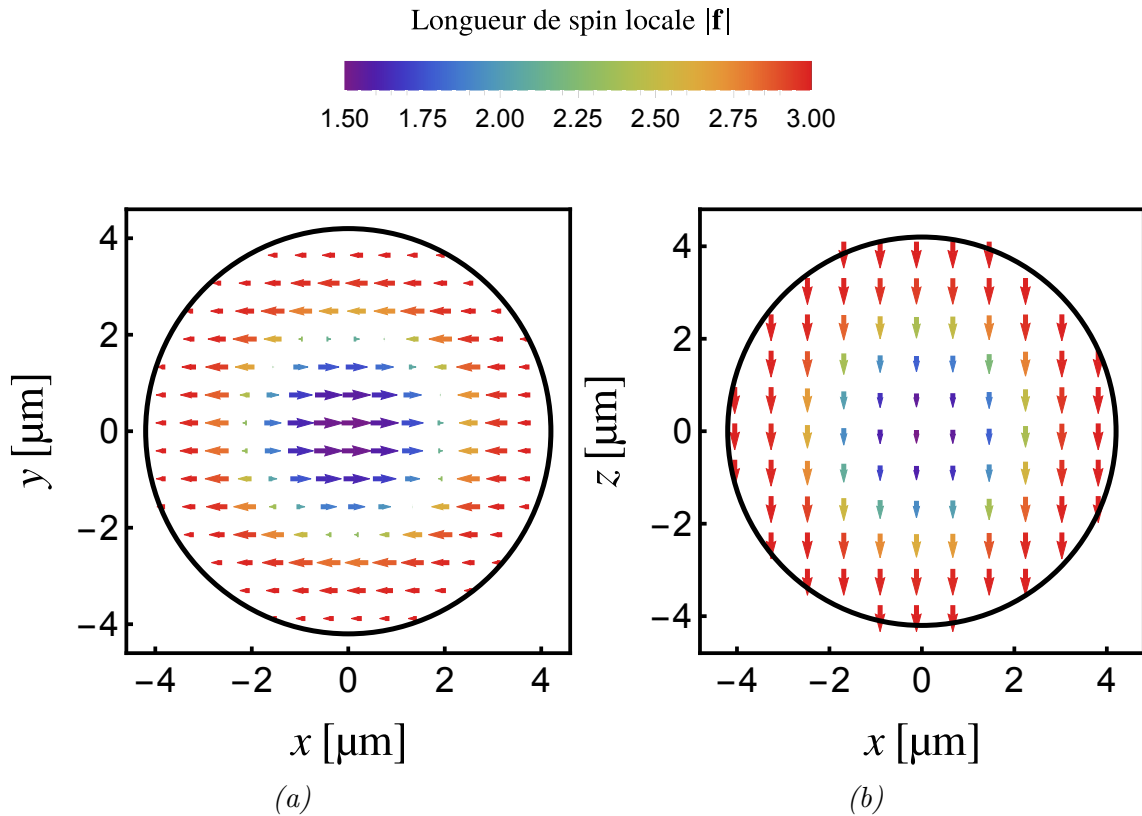 Longueur de spin locale |f|
1.50 1.75 2.00 2.25 2.50 2.75 3.00
4
2
0
−2
−4
y [μm]
−4 −2 0 2 4
x [μm]
(a)
4
2
0
−2
−4
z [μm]
−4 −2 0 2 4
x [μm]
(b)